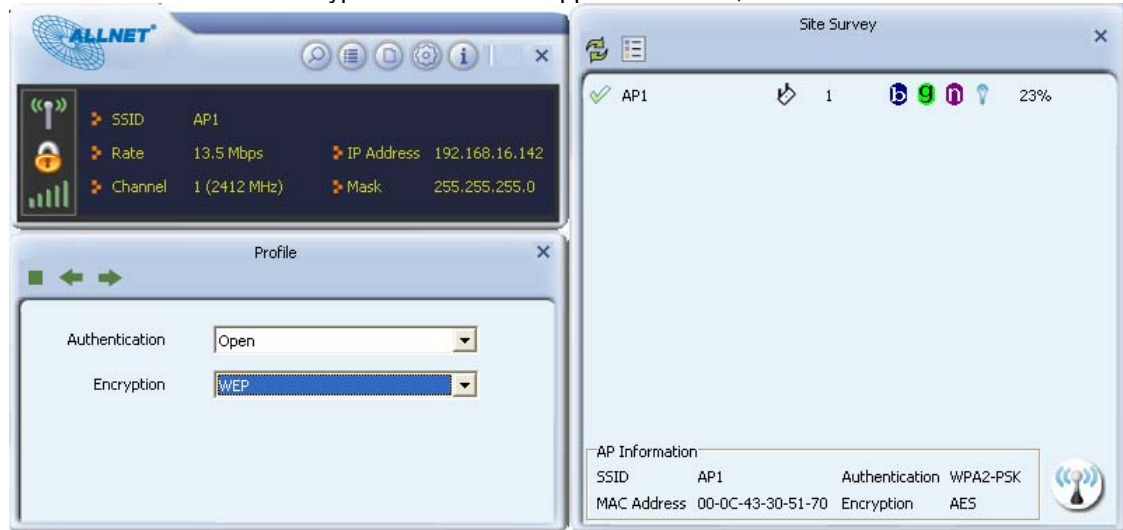 ALLNET
SSID AP1
Rate 13.5 Mbps IP Address 192.168.16.142
Channel 1 (2412 MHz) Mask 255.255.255.0
Profile
Authentication Open
Encryption WEP
Site Survey
AP1 1 b g n 23%
AP Information
SSID AP1 Authentication WPA2-PSK
MAC Address 00-0C-43-30-51-70 Encryption AES